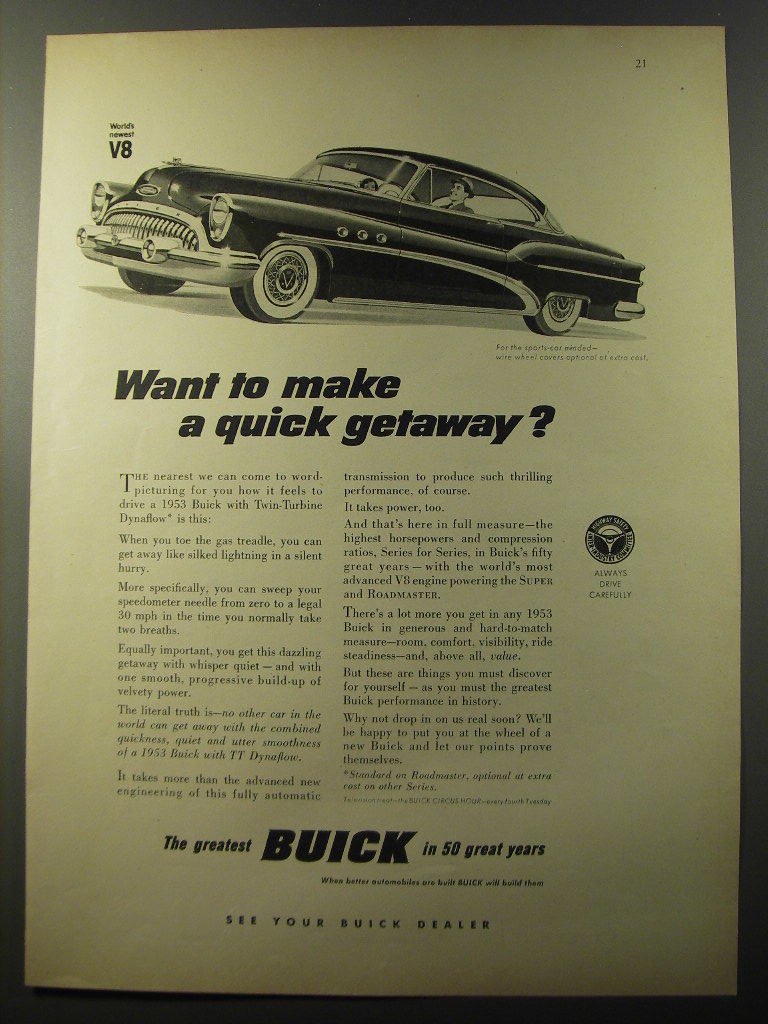 21
World's
newest
V8
For the sports-car minded—
wire wheel covers optional at extra cost.
Want to make
a quick getaway?
THE nearest we can come to word-
picturing for you how it feels to
drive a 1953 Buick with Twin-Turbine
Dynaflow* is this:
When you toe the gas treadle, you can
get away like silked lightning in a silent
hurry.
More specifically, you can sweep your
speedometer needle from zero to a legal
30 mph in the time you normally take
two breaths.
Equally important, you get this dazzling
getaway with whisper quiet — and with
one smooth, progressive build-up of
velvety power.
The literal truth is—no other car in the
world can get away with the combined
quickness, quiet and utter smoothness
of a 1953 Buick with TT Dynaflow.
It takes more than the advanced new
engineering of this fully automatic
transmission to produce such thrilling
performance, of course.
It takes power, too.
And that's here in full measure—the
highest horsepowers and compression
ratios, Series for Series, in Buick's fifty
great years — with the world's most
advanced V8 engine powering the SUPER
and ROADMASTER.
There's a lot more you get in any 1953
Buick in generous and hard-to-match
measure—room, comfort, visibility, ride
steadiness—and, above all, value.
But these are things you must discover
for yourself — as you must the greatest
Buick performance in history.
Why not drop in on us real soon? We'll
be happy to put you at the wheel of a
new Buick and let our points prove
themselves.
*Standard on Roadmaster, optional at extra
cost on other Series.
Television treat—the BUICK CIRCUS HOUR—every fourth Tuesday
HIGHWAY SAFETY
INTER-INDUSTRY COMMITTEE
ALWAYS
DRIVE
CAREFULLY
The greatest BUICK in 50 great years
When better automobiles are built BUICK will build them
SEE YOUR BUICK DEALER